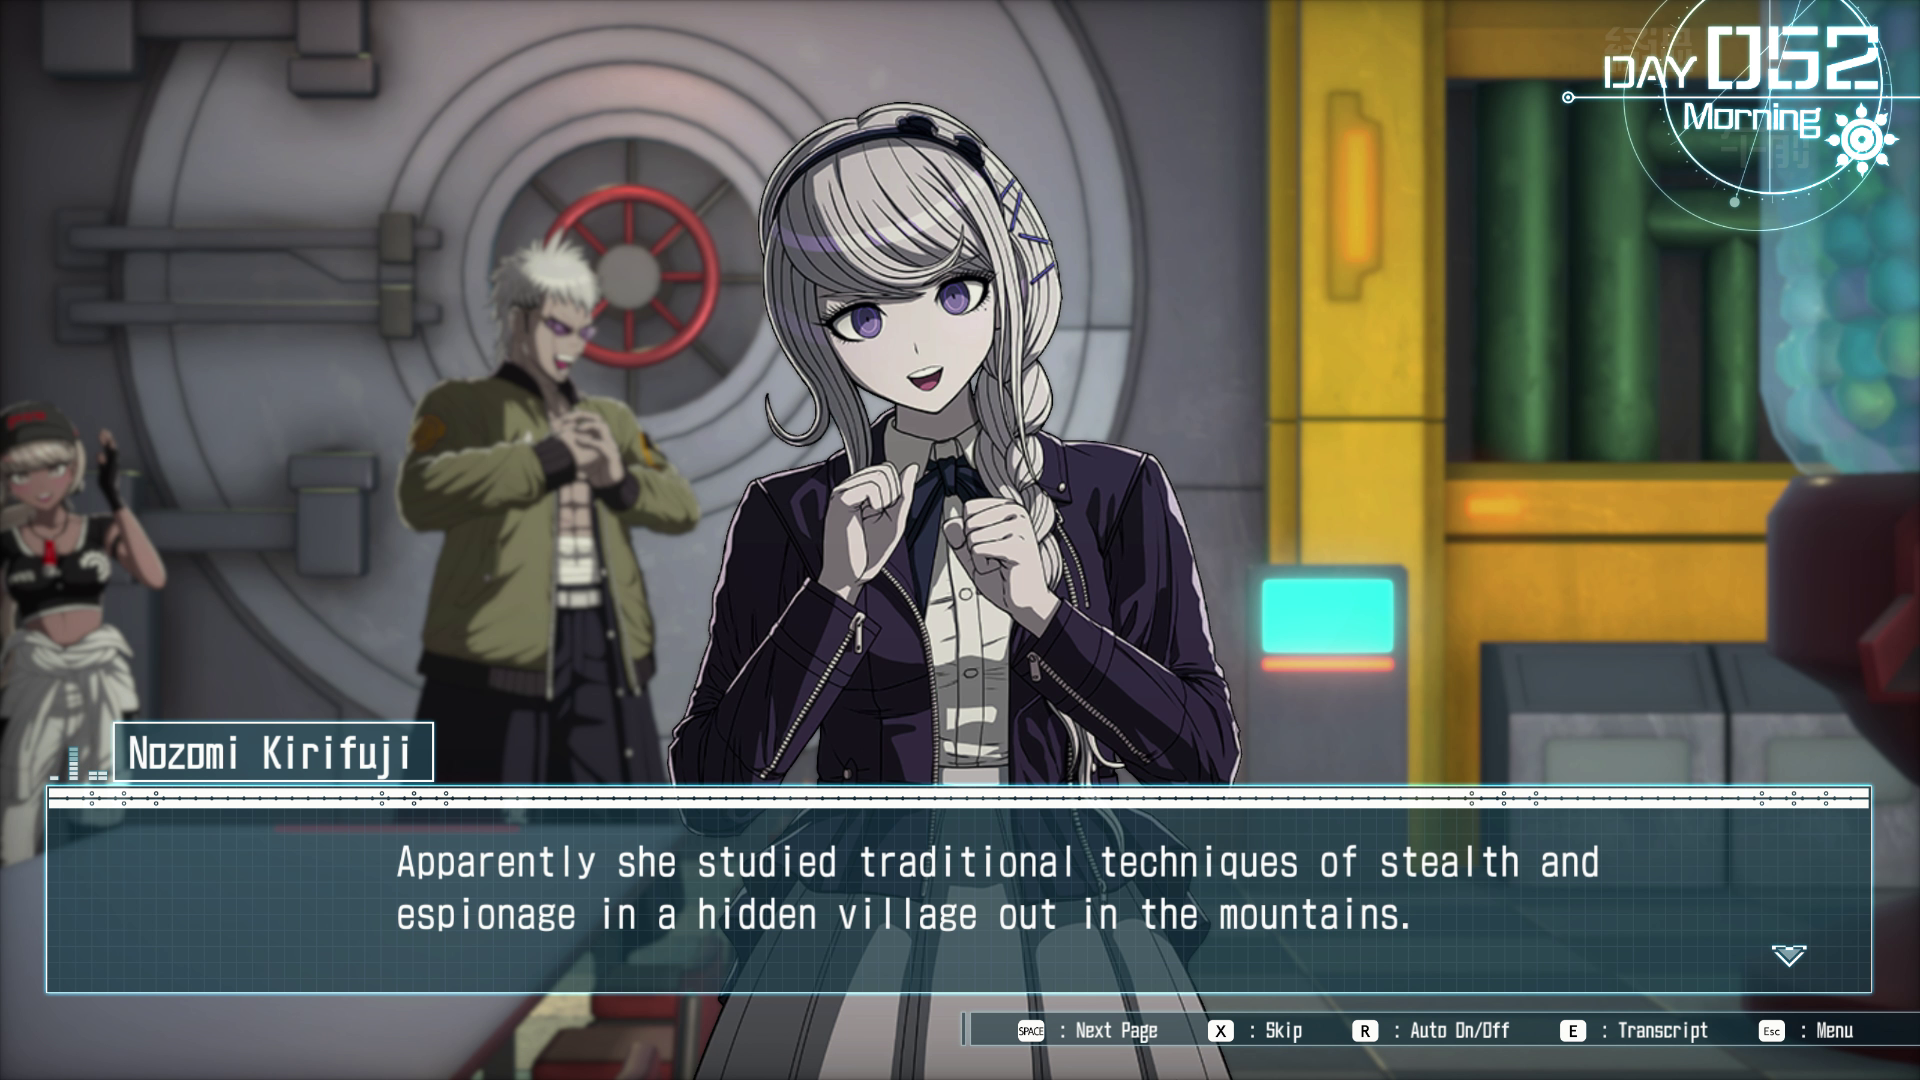 DAY 052
Morning
Nozomi Kirifuji
Apparently she studied traditional techniques of stealth and
espionage in a hidden village out in the mountains.
SPACE : Next Page X : Skip R : Auto On/Off E : Transcript Esc : Menu